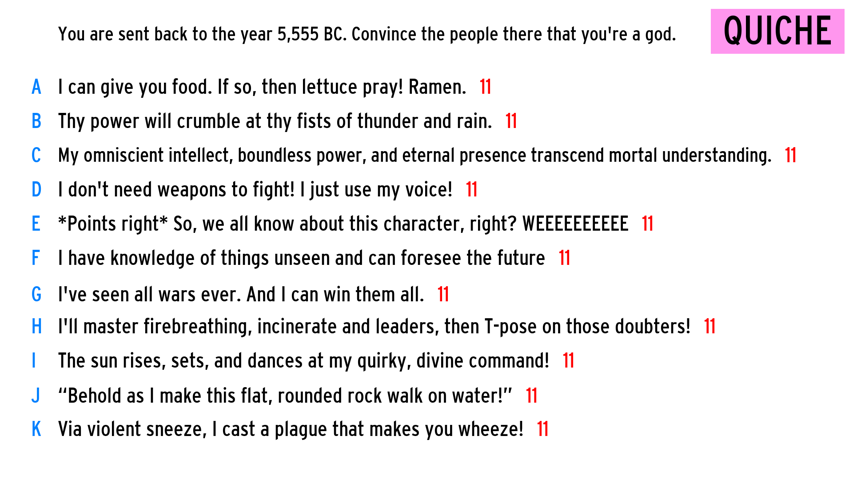 You are sent back to the year 5,555 BC. Convince the people there that you're a god.
QUICHE
A I can give you food. If so, then lettuce pray! Ramen. 11
B Thy power will crumble at thy fists of thunder and rain. 11
C My omniscient intellect, boundless power, and eternal presence transcend mortal understanding. 11
D I don't need weapons to fight! I just use my voice! 11
E *Points right* So, we all know about this character, right? WEEEEEEEEEE 11
F I have knowledge of things unseen and can foresee the future 11
G I've seen all wars ever. And I can win them all. 11
H I'll master firebreathing, incinerate and leaders, then T-pose on those doubters! 11
I The sun rises, sets, and dances at my quirky, divine command! 11
J “Behold as I make this flat, rounded rock walk on water!” 11
K Via violent sneeze, I cast a plague that makes you wheeze! 11